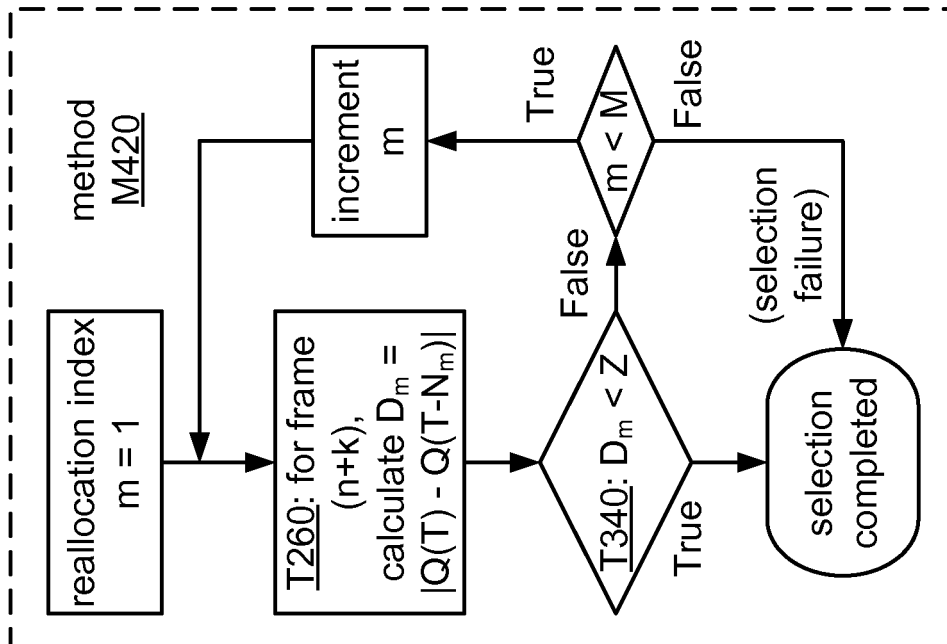 method
M420
reallocation index
m = 1
increment
m
T260: for frame
(n+k),
calculate Dm =
|Q(T) - Q(T-Nm)|
T340: Dm < Z
False
m < M
True
False
True
(selection
failure)
selection
completed